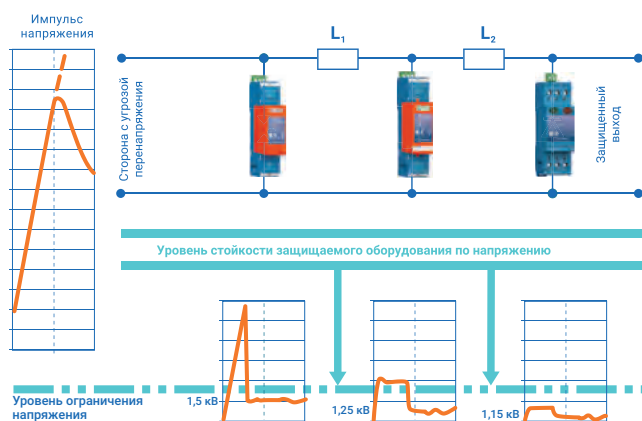 Импульс
напряжения
L1
L2
Сторона с угрозой
перенапряжения
Защищенный
выход
Уровень стойкости защищаемого оборудования по напряжению
Уровень ограничения
напряжения
1,5 кВ
1,25 кВ
1,15 кВ